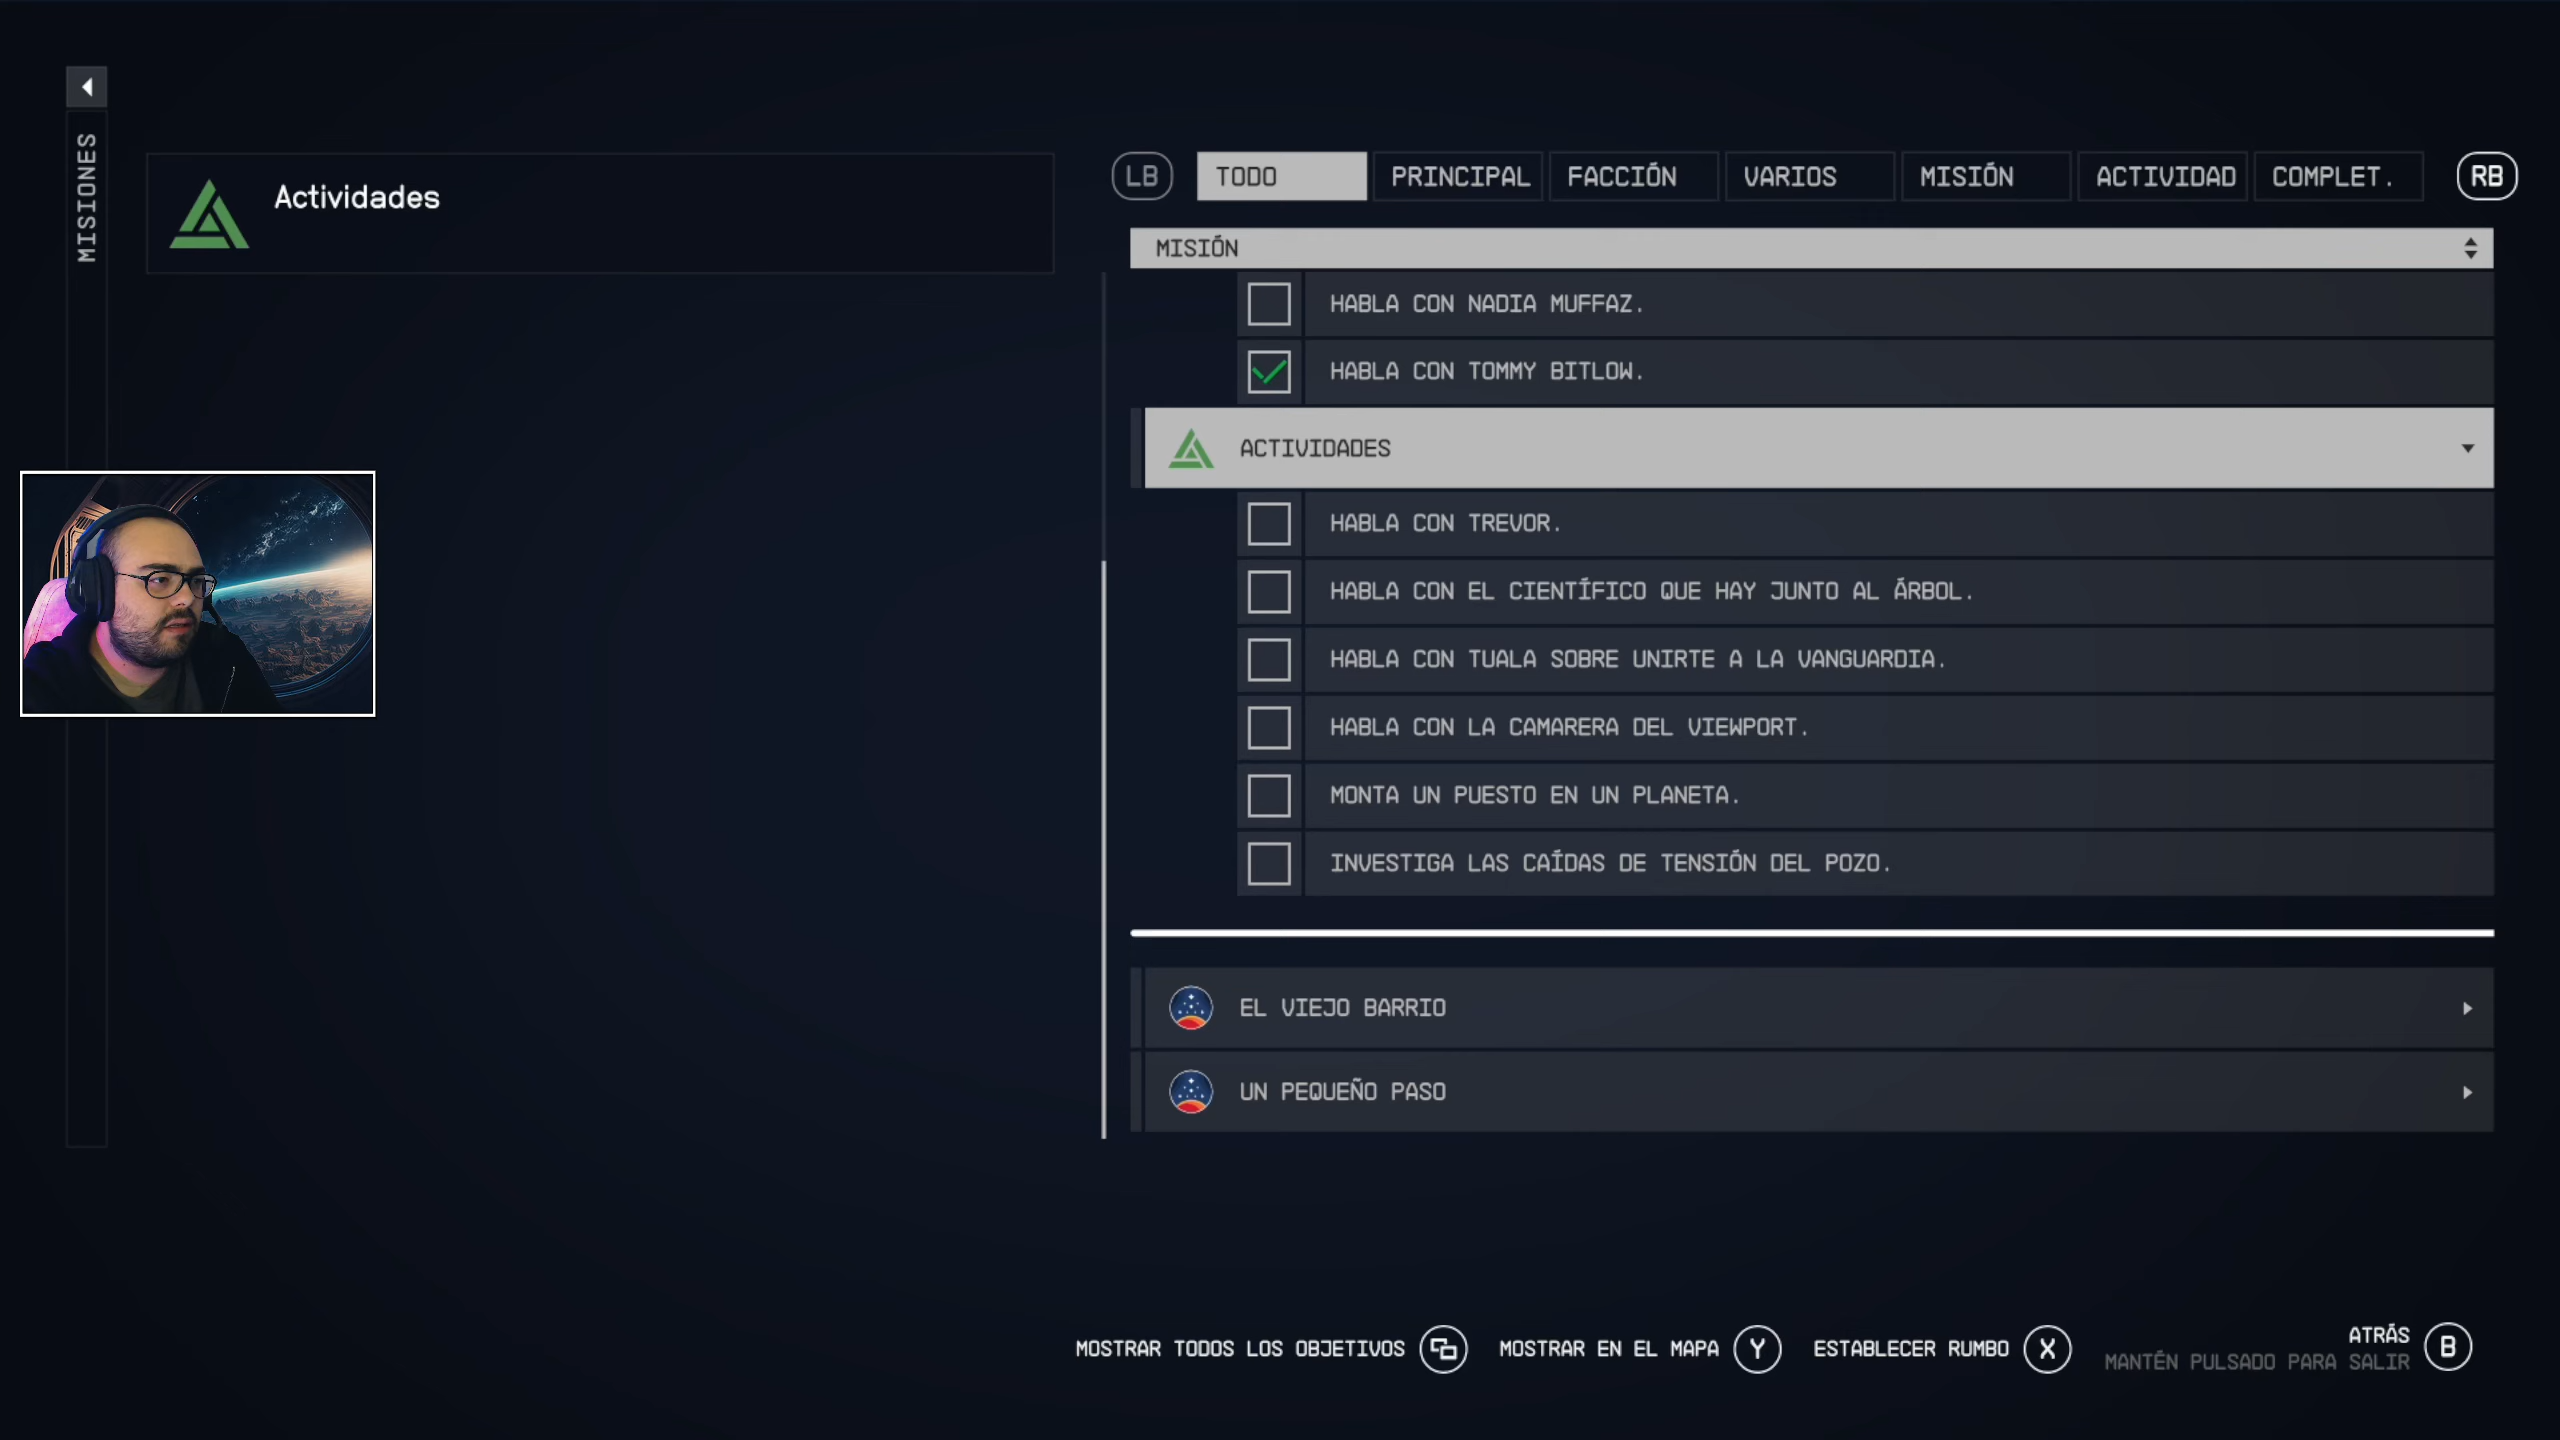 MISIONES
Actividades
LB
TODO
PRINCIPAL
FACCIÓN
VARIOS
MISIÓN
ACTIVIDAD
COMPLET.
RB
MISIÓN
HABLA CON NADIA MUFFAZ.
HABLA CON TOMMY BITLOW.
ACTIVIDADES
HABLA CON TREVOR.
HABLA CON EL CIENTÍFICO QUE HAY JUNTO AL ÁRBOL.
HABLA CON TUALA SOBRE UNIRTE A LA VANGUARDIA.
HABLA CON LA CAMARERA DEL VIEWPORT.
MONTA UN PUESTO EN UN PLANETA.
INVESTIGA LAS CAÍDAS DE TENSIÓN DEL POZO.
EL VIEJO BARRIO
UN PEQUEÑO PASO
MOSTRAR TODOS LOS OBJETIVOS
MOSTRAR EN EL MAPA Y
ESTABLECER RUMBO X
ATRÁS B
MANTÉN PULSADO PARA SALIR